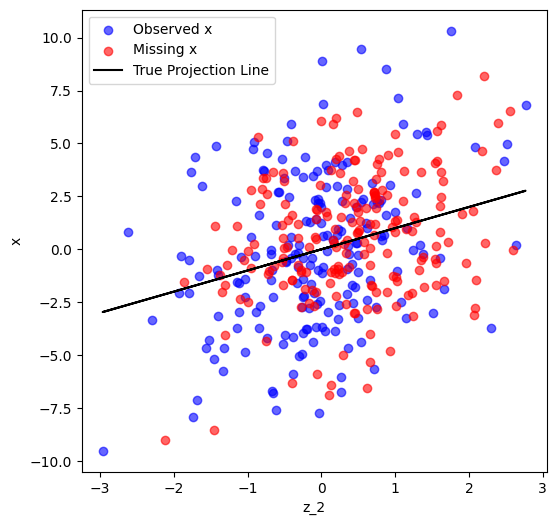 Observed x
Missing x
True Projection Line
10.0
7.5
5.0
2.5
0.0
−2.5
−5.0
−7.5
−10.0
x
−3 −2 −1 0 1 2 3
z_2